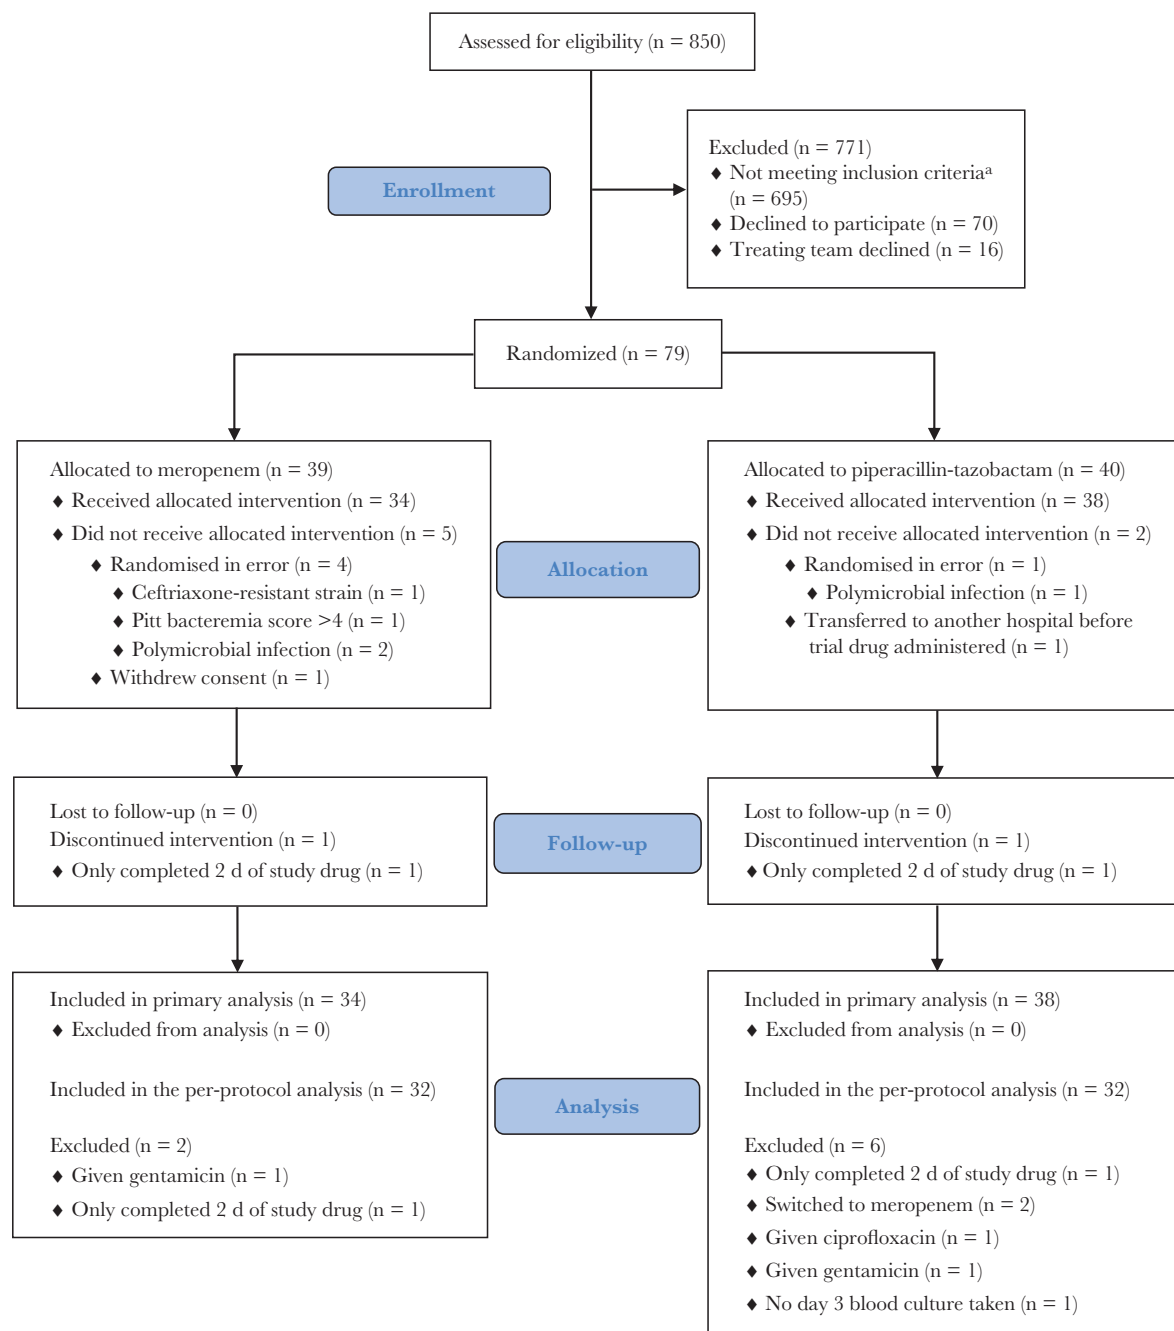 Assessed for eligibility (n = 850)
Excluded (n = 771)
♦ Not meeting inclusion criteriaᵃ
(n = 695)
♦ Declined to participate (n = 70)
♦ Treating team declined (n = 16)
Enrollment
Randomized (n = 79)
Allocated to meropenem (n = 39)
♦ Received allocated intervention (n = 34)
♦ Did not receive allocated intervention (n = 5)
♦ Randomised in error (n = 4)
♦ Ceftriaxone-resistant strain (n = 1)
♦ Pitt bacteremia score >4 (n = 1)
♦ Polymicrobial infection (n = 2)
♦ Withdrew consent (n = 1)
Allocation
Allocated to piperacillin-tazobactam (n = 40)
♦ Received allocated intervention (n = 38)
♦ Did not receive allocated intervention (n = 2)
♦ Randomised in error (n = 1)
♦ Polymicrobial infection (n = 1)
♦ Transferred to another hospital before
trial drug administered (n = 1)
Lost to follow-up (n = 0)
Discontinued intervention (n = 1)
♦ Only completed 2 d of study drug (n = 1)
Follow-up
Lost to follow-up (n = 0)
Discontinued intervention (n = 1)
♦ Only completed 2 d of study drug (n = 1)
Included in primary analysis (n = 34)
♦ Excluded from analysis (n = 0)
Included in the per-protocol analysis (n = 32)
Excluded (n = 2)
♦ Given gentamicin (n = 1)
♦ Only completed 2 d of study drug (n = 1)
Analysis
Included in primary analysis (n = 38)
♦ Excluded from analysis (n = 0)
Included in the per-protocol analysis (n = 32)
Excluded (n = 6)
♦ Only completed 2 d of study drug (n = 1)
♦ Switched to meropenem (n = 2)
♦ Given ciprofloxacin (n = 1)
♦ Given gentamicin (n = 1)
♦ No day 3 blood culture taken (n = 1)